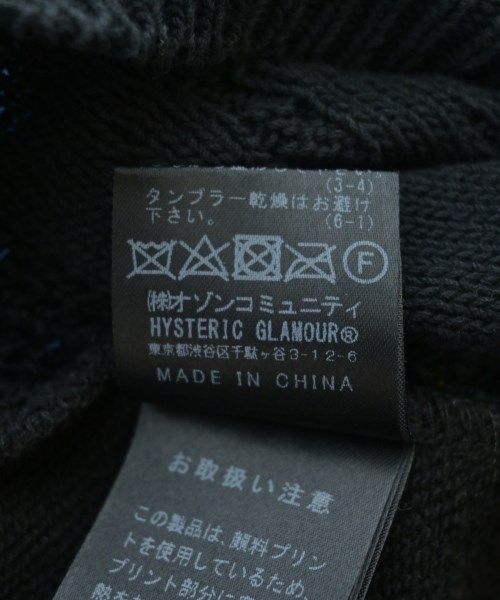 (3-4)
タンブラー乾燥はお避け
下さい。 (6-1)
F
(株)オゾンコミュニティ
HYSTERIC GLAMOUR®
東京都渋谷区千駄ヶ谷3-12-6
MADE IN CHINA
お取扱い注意
この製品は、顔料プリン
トを使用しているため、
プリント部分に